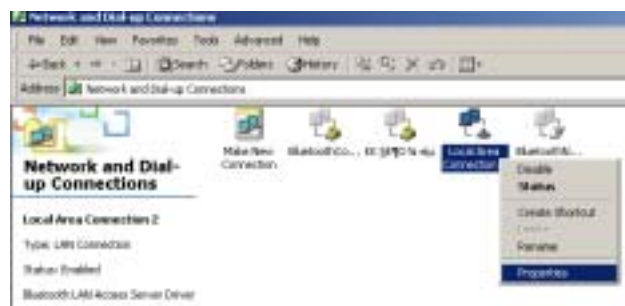 Network and Dial-up Connections
File Edit View Favorites Tools Advanced Help
Back Search Folders History
Address Network and Dial-up Connections
Make New Connection
Local Area Connection
Network and Dial-up Connections
Disable
Status
Create Shortcut
Rename
Properties
Local Area Connection 2
Type: LAN Connection
Status: Enabled
Bluetooth LAN Access Server Driver